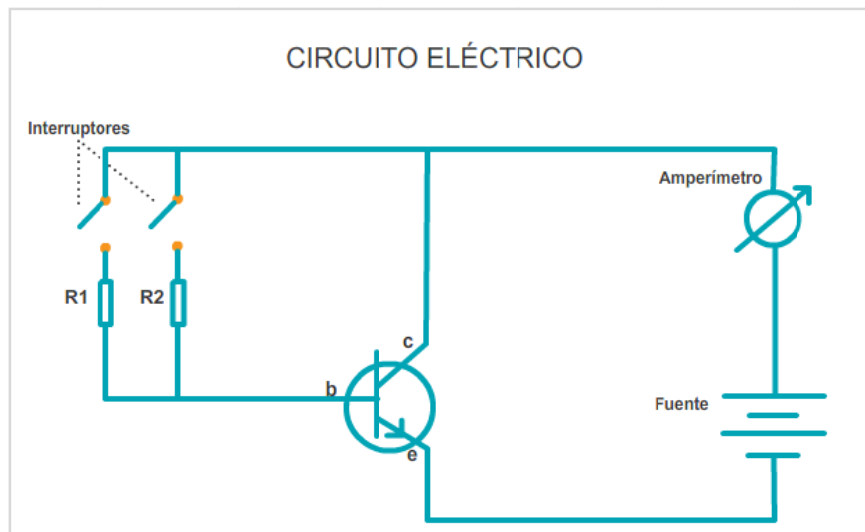 CIRCUITO ELÉCTRICO
Interruptores
Amperímetro
R1
R2
c
b
Fuente
e